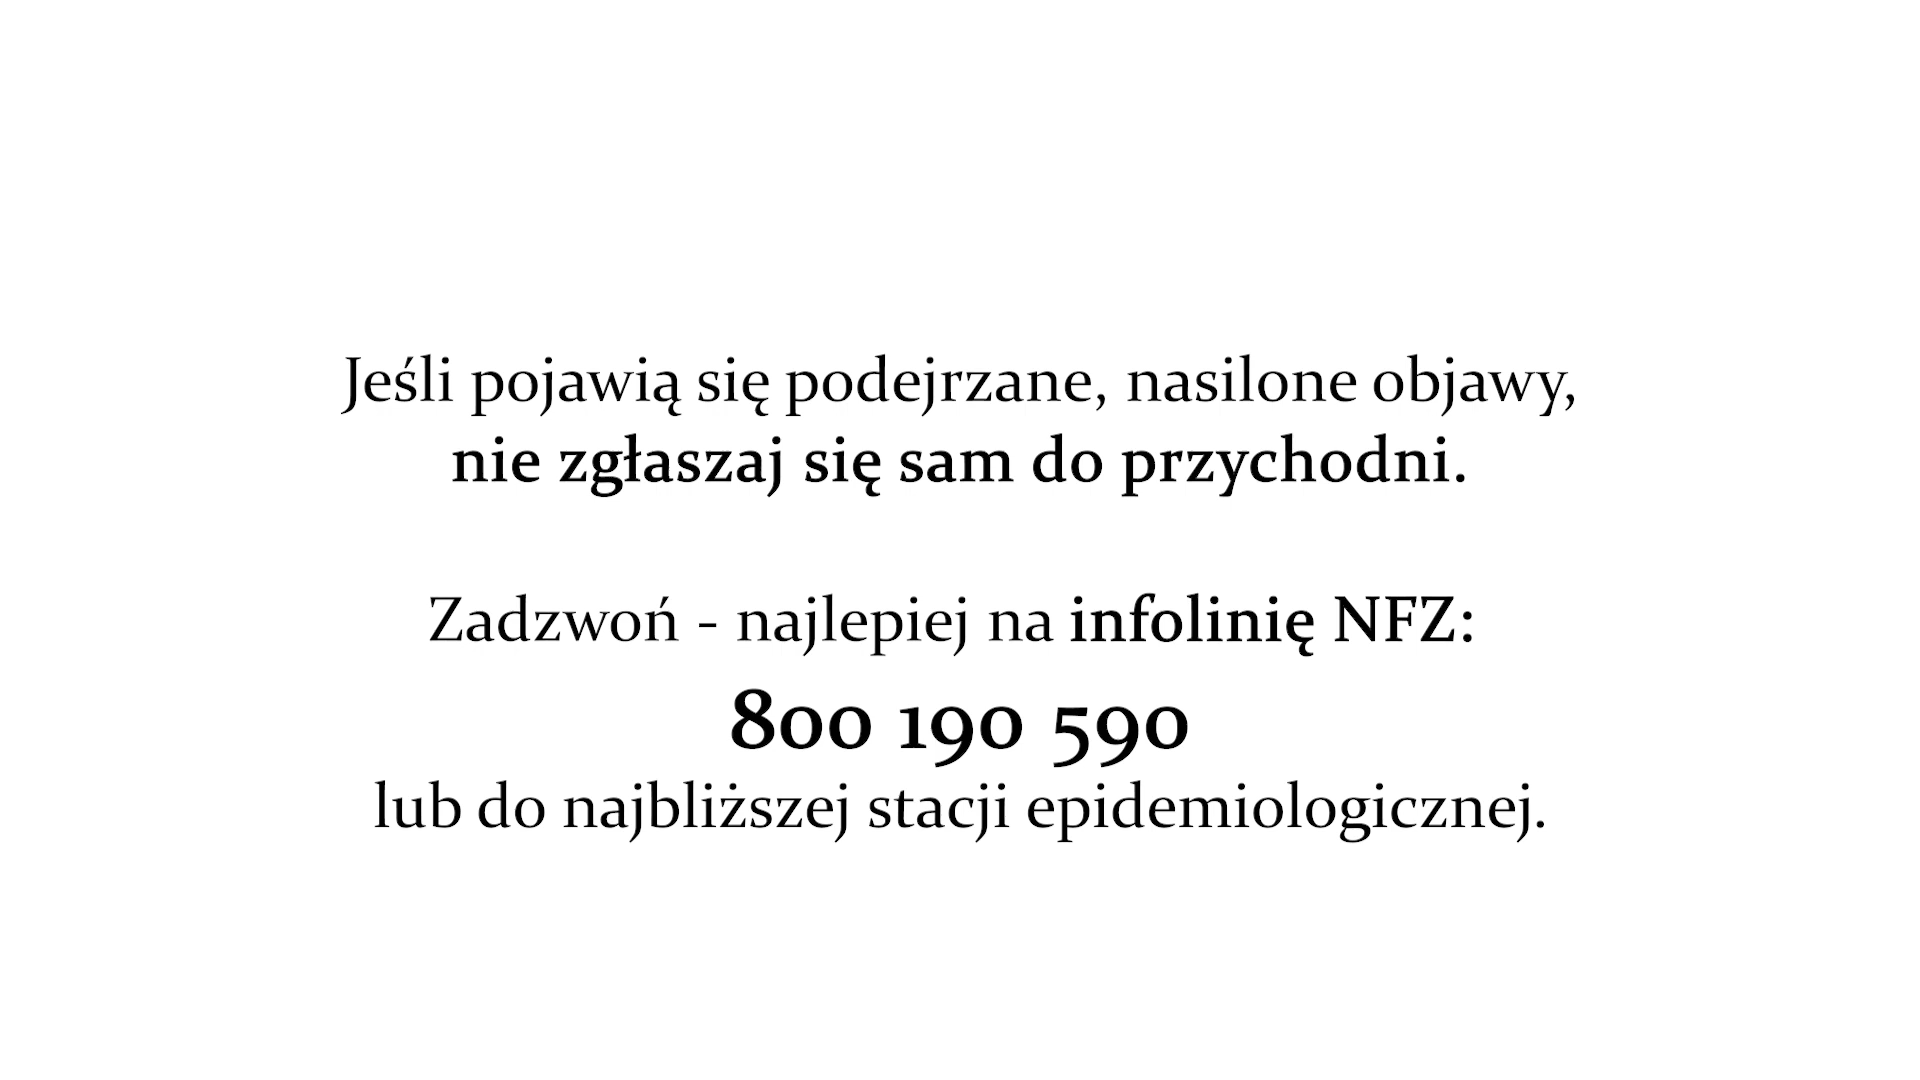 Jeśli pojawią się podejrzane, nasilone objawy,
nie zgłaszaj się sam do przychodni.
Zadzwoń - najlepiej na infolinię NFZ:
800 190 590
lub do najbliższej stacji epidemiologicznej.